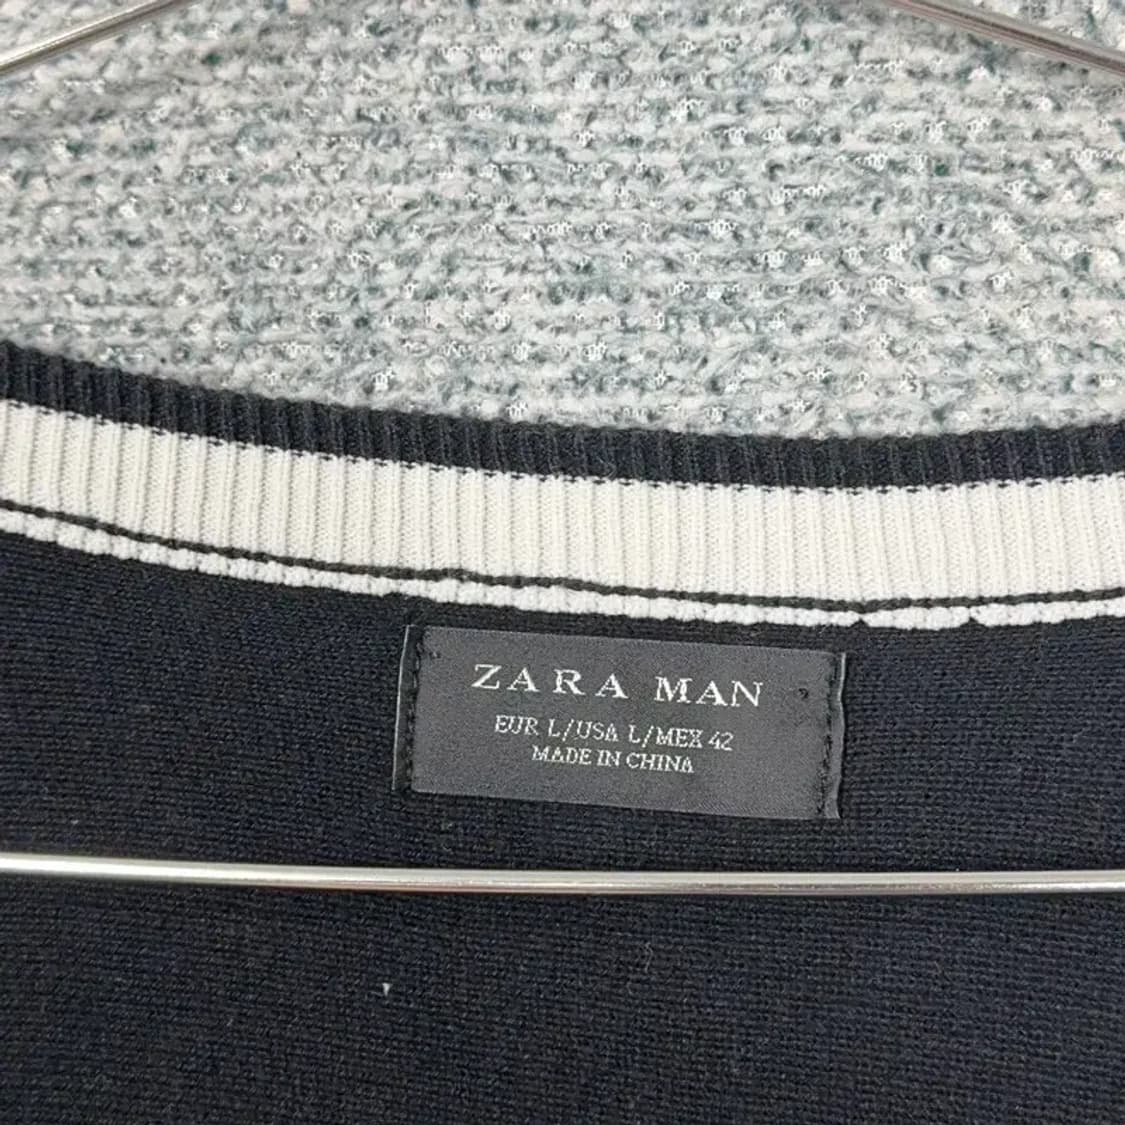 ZARA MAN
EUR L/USA L/MEX 42
MADE IN CHINA